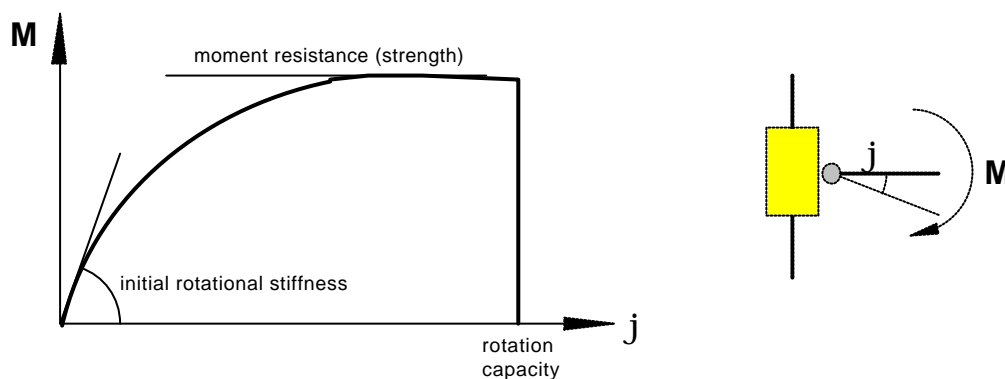 M
moment resistance (strength)
initial rotational stiffness
j
rotation
capacity
j
M